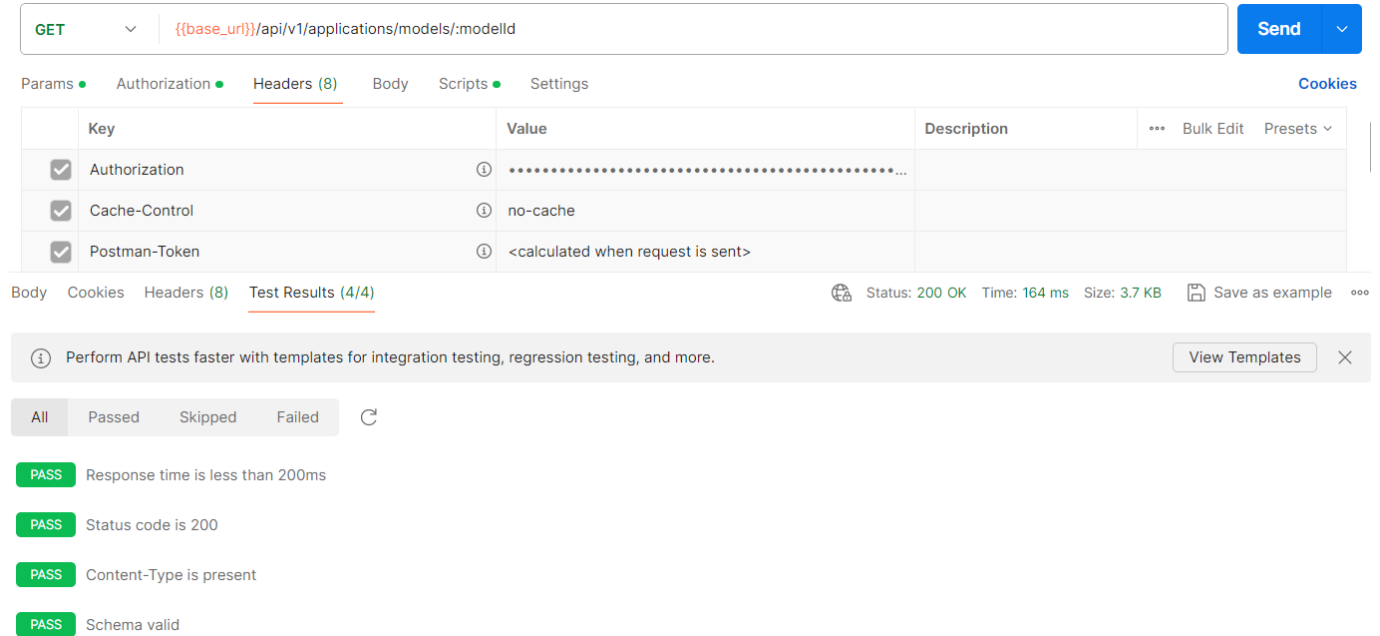 GET {{base_url}}/api/v1/applications/models/:modelId Send
Params Authorization Headers (8) Body Scripts Settings Cookies
Key Value Description ••• Bulk Edit Presets
Authorization ••••••••••••••••••••••••••••••••••••••••••••••...
Cache-Control no-cache
Postman-Token <calculated when request is sent>
Body Cookies Headers (8) Test Results (4/4) Status: 200 OK Time: 164 ms Size: 3.7 KB Save as example
Perform API tests faster with templates for integration testing, regression testing, and more. View Templates
All Passed Skipped Failed
PASS Response time is less than 200ms
PASS Status code is 200
PASS Content-Type is present
PASS Schema valid